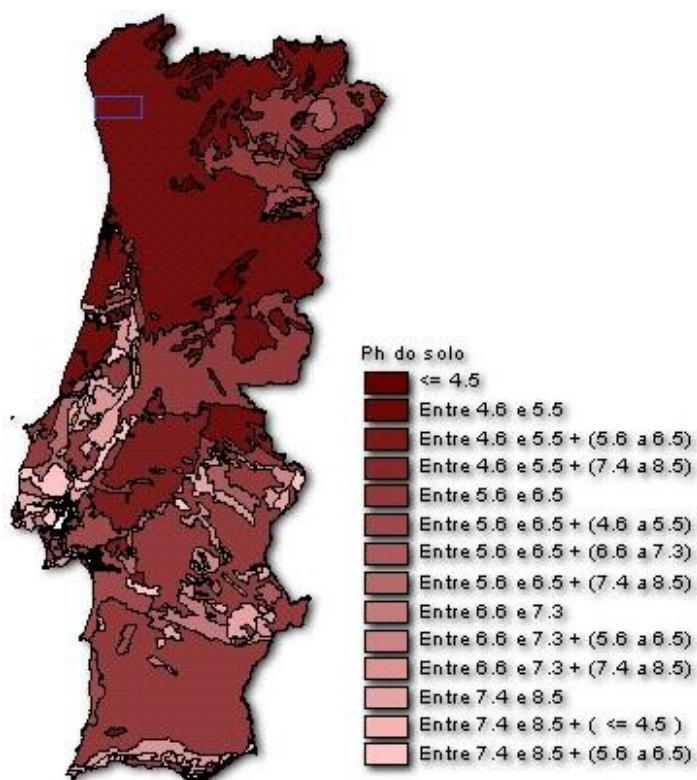 Ph do solo
<= 4.5
Entre 4.6 e 5.5
Entre 4.6 e 5.5 + (5.6 a 6.5)
Entre 4.6 e 5.5 + (7.4 a 8.5)
Entre 5.6 e 6.5
Entre 5.6 e 6.5 + (4.6 a 5.5)
Entre 5.6 e 6.5 + (6.6 a 7.3)
Entre 5.6 e 6.5 + (7.4 a 8.5)
Entre 6.6 e 7.3
Entre 6.6 e 7.3 + (5.6 a 6.5)
Entre 6.6 e 7.3 + (7.4 a 8.5)
Entre 7.4 e 8.5
Entre 7.4 e 8.5 + ( <= 4.5 )
Entre 7.4 e 8.5 + (5.6 a 6.5)